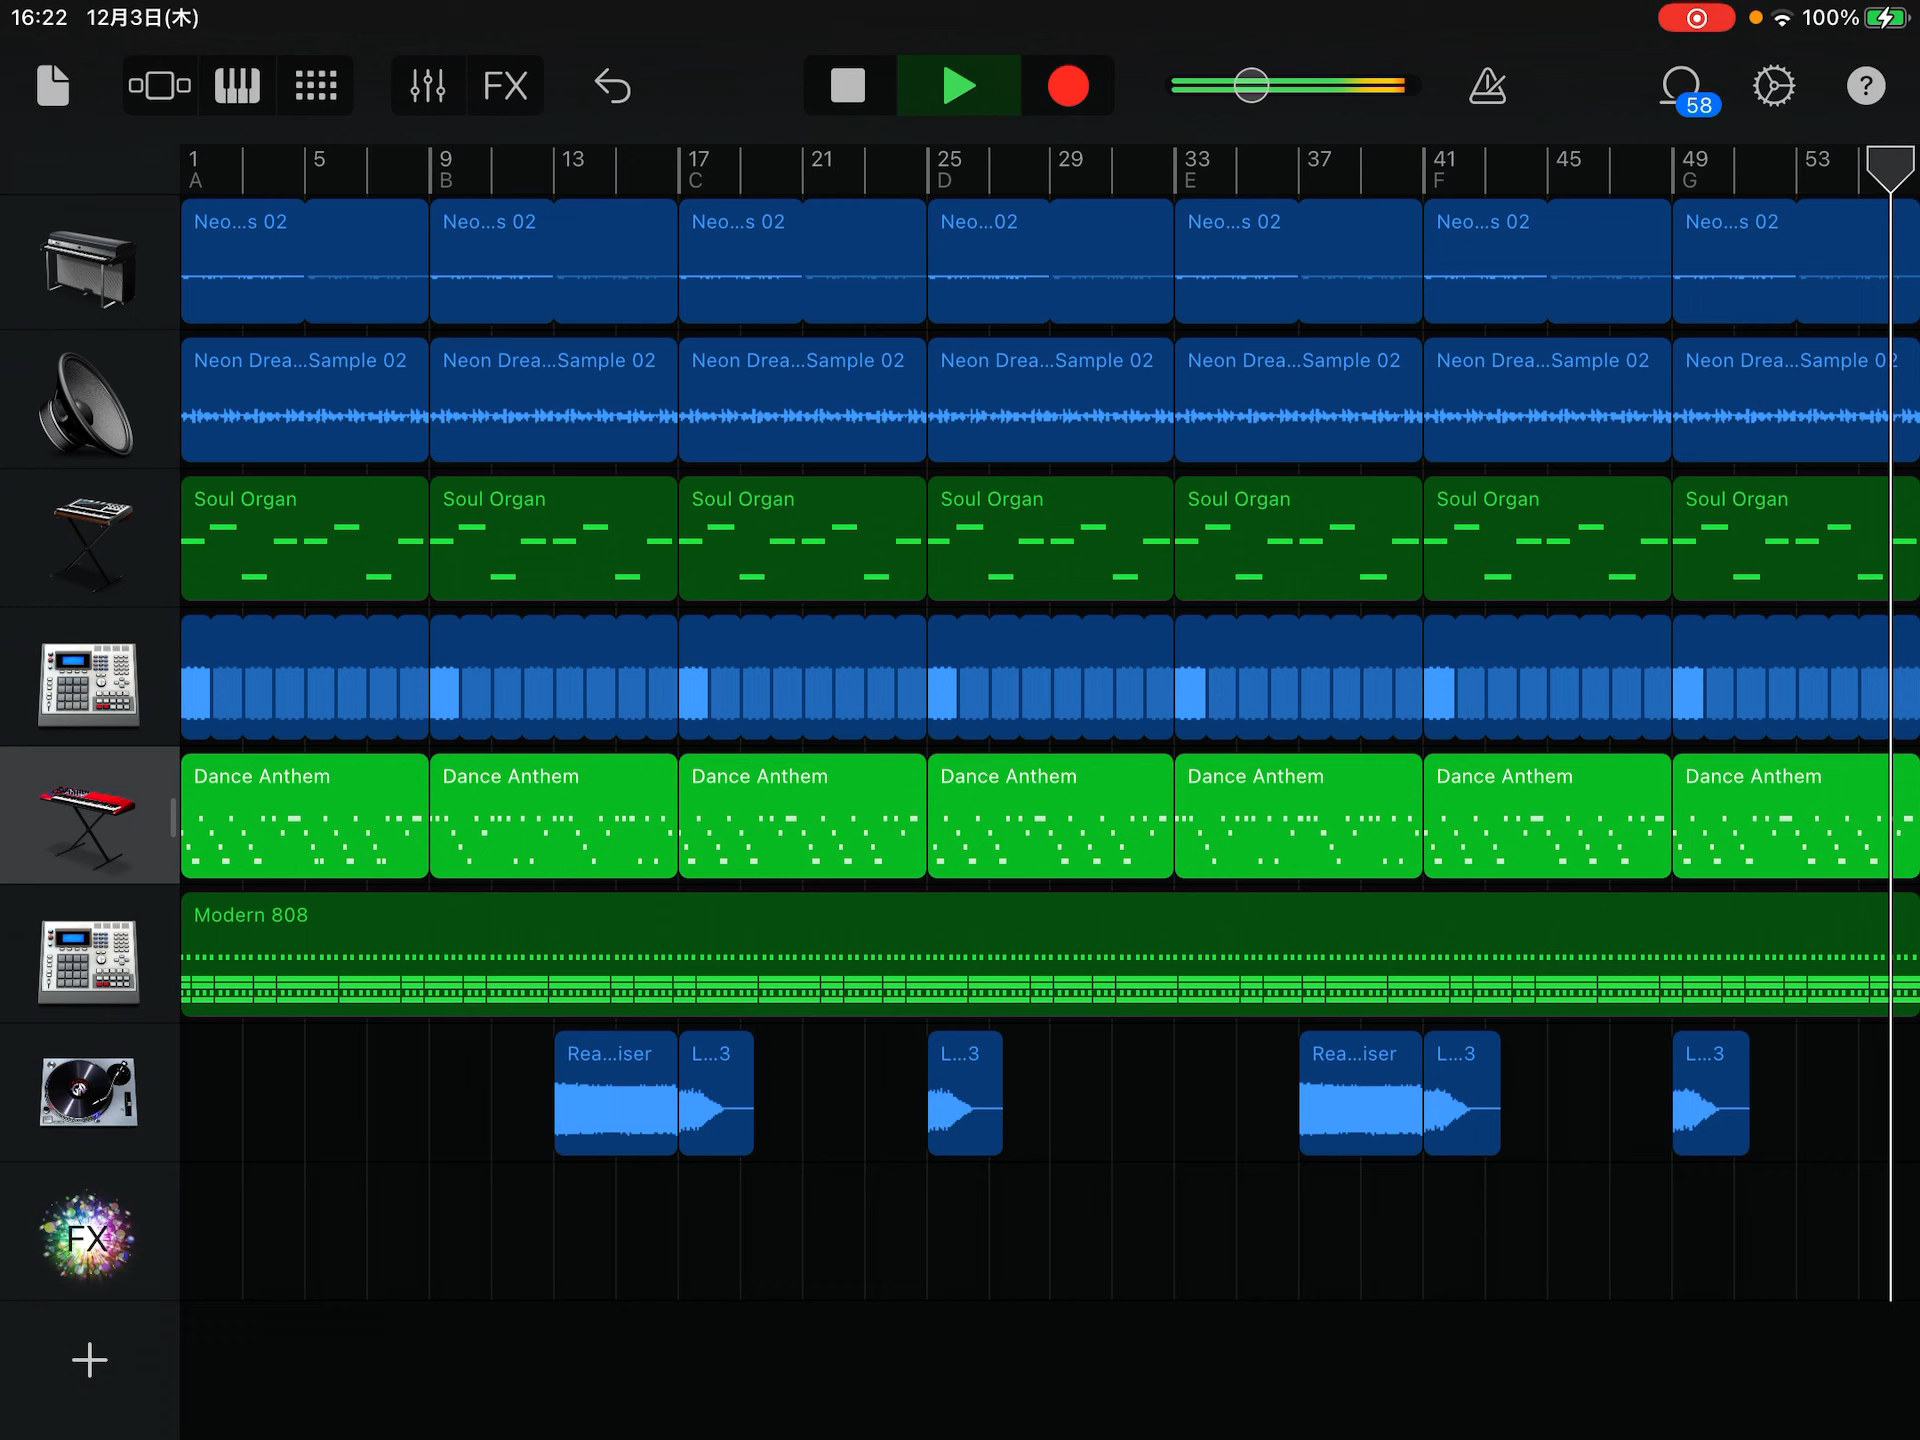 16:22 12月3日(木) 100%
FX 58 ?
1 5 9 13 17 21 25 29 33 37 41 45 49 53
A B C D E F G
Neo...s 02 Neo...s 02 Neo...s 02 Neo...02 Neo...s 02 Neo...s 02 Neo...s 02
Neon Drea...Sample 02 Neon Drea...Sample 02 Neon Drea...Sample 02 Neon Drea...Sample 02 Neon Drea...Sample 02 Neon Drea...Sample 02 Neon Drea...Sample 02
Soul Organ Soul Organ Soul Organ Soul Organ Soul Organ Soul Organ Soul Organ
Dance Anthem Dance Anthem Dance Anthem Dance Anthem Dance Anthem Dance Anthem Dance Anthem
Modern 808
Rea...iser L...3 L...3 Rea...iser L...3 L...3
FX